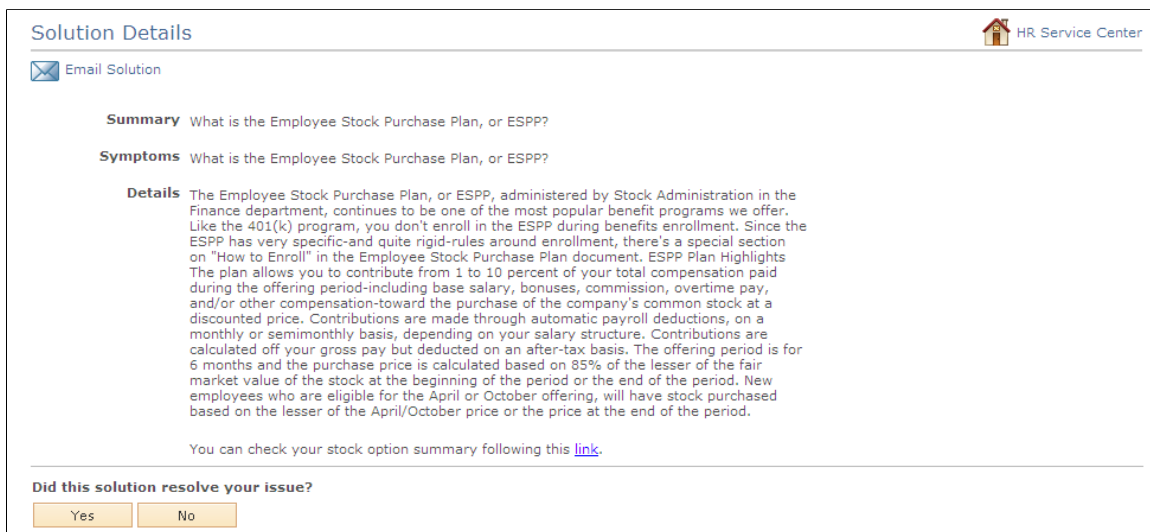 Solution Details
HR Service Center
Email Solution
Summary What is the Employee Stock Purchase Plan, or ESPP?
Symptoms What is the Employee Stock Purchase Plan, or ESPP?
Details The Employee Stock Purchase Plan, or ESPP, administered by Stock Administration in the
Finance department, continues to be one of the most popular benefit programs we offer.
Like the 401(k) program, you don't enroll in the ESPP during benefits enrollment. Since the
ESPP has very specific-and quite rigid-rules around enrollment, there's a special section
on "How to Enroll" in the Employee Stock Purchase Plan document. ESPP Plan Highlights
The plan allows you to contribute from 1 to 10 percent of your total compensation paid
during the offering period-including base salary, bonuses, commission, overtime pay,
and/or other compensation-toward the purchase of the company's common stock at a
discounted price. Contributions are made through automatic payroll deductions, on a
monthly or semimonthly basis, depending on your salary structure. Contributions are
calculated off your gross pay but deducted on an after-tax basis. The offering period is for
6 months and the purchase price is calculated based on 85% of the lesser of the fair
market value of the stock at the beginning of the period or the end of the period. New
employees who are eligible for the April or October offering, will have stock purchased
based on the lesser of the April/October price or the price at the end of the period.
You can check your stock option summary following this link.
Did this solution resolve your issue?
Yes No